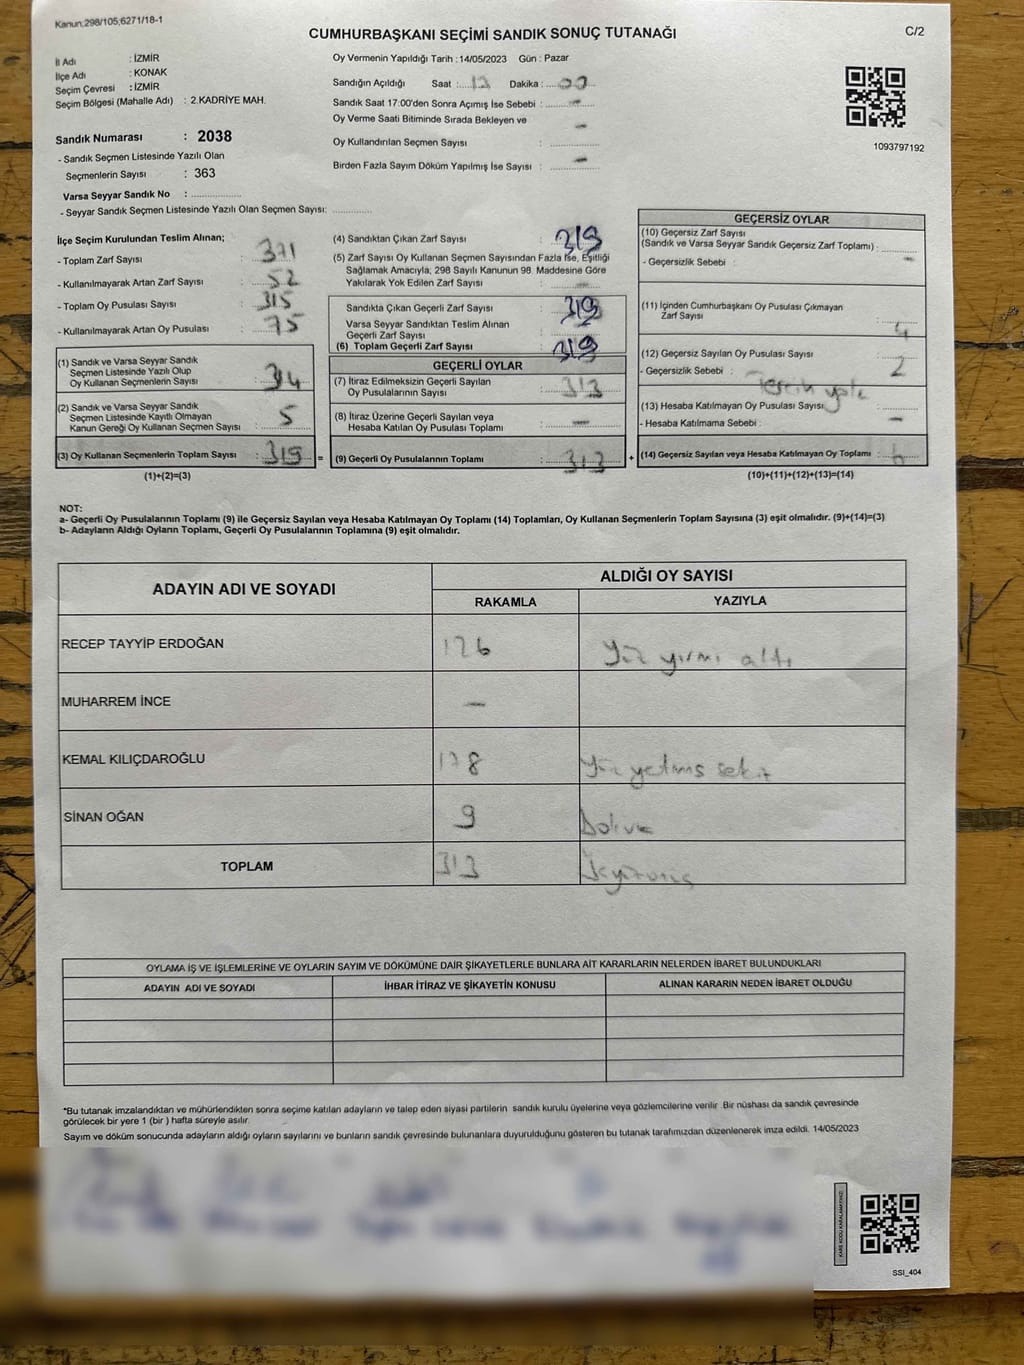 Kanun:298/105,6271/18-1
CUMHURBAŞKANI SEÇİMİ SANDIK SONUÇ TUTANAĞI
C/2
İl Adı : İZMİR
İlçe Adı : KONAK
Seçim Çevresi : İZMİR
Seçim Bölgesi (Mahalle Adı) : 2.KADRİYE MAH.
Sandık Numarası : 2038
- Sandık Seçmen Listesinde Yazılı Olan
Seçmenlerin Sayısı : 363
Varsa Seyyar Sandık No :
- Seyyar Sandık Seçmen Listesinde Yazılı Olan Seçmen Sayısı:
Oy Vermenin Yapıldığı Tarih : 14/05/2023 Gün : Pazar
Sandığın Açıldığı Saat : Dakika : 00
Sandık Saat 17:00'den Sonra Açımış İse Sebebi : -
Oy Verme Saati Bitiminde Sırada Bekleyen ve
Oy Kullandırılan Seçmen Sayısı : -
Birden Fazla Sayım Döküm Yapılmış İse Sayısı : -
1093797192
İlçe Seçim Kurulundan Teslim Alınan;
- Toplam Zarf Sayısı : 371
- Kullanılmayarak Artan Zarf Sayısı : 52
- Toplam Oy Pusulası Sayısı : 315
- Kullanılmayarak Artan Oy Pusulası : 75
(1) Sandık ve Varsa Seyyar Sandık
Seçmen Listesinde Yazılı Olup
Oy Kullanan Seçmenlerin Sayısı :
(2) Sandık ve Varsa Seyyar Sandık
Seçmen Listesinde Kayıtlı Olmayan
Kanun Gereği Oy Kullanan Seçmen Sayısı : 5
(3) Oy Kullanan Seçmenlerin Toplam Sayısı : 319 =
(1)+(2)=(3)
(4) Sandıktan Çıkan Zarf Sayısı : 319
(5) Zarf Sayısı Oy Kullanan Seçmen Sayısından Fazla İse, Eşitliği
Sağlamak Amacıyla; 298 Sayılı Kanunun 98. Maddesine Göre
Yakılarak Yok Edilen Zarf Sayısı : -
Sandıkta Çıkan Geçerli Zarf Sayısı : 319
Varsa Seyyar Sandıktan Teslim Alınan
Geçerli Zarf Sayısı :
(6) Toplam Geçerli Zarf Sayısı : 319
GEÇERLİ OYLAR
(7) İtiraz Edilmeksizin Geçerli Sayılan
Oy Pusulalarının Sayısı : 313
(8) İtiraz Üzerine Geçerli Sayılan veya
Hesaba Katılan Oy Pusulası Toplamı : -
(9) Geçerli Oy Pusulalarının Toplamı : 313 +
GEÇERSİZ OYLAR
(10) Geçersiz Zarf Sayısı
(Sandık ve Varsa Seyyar Sandık Geçersiz Zarf Toplamı) :
- Geçersizlik Sebebi : -
(11) İçinden Cumhurbaşkanı Oy Pusulası Çıkmayan
Zarf Sayısı : 4
(12) Geçersiz Sayılan Oy Pusulası Sayısı : 2
- Geçersizlik Sebebi : Tercih yok
(13) Hesaba Katılmayan Oy Pusulası Sayısı :
- Hesaba Katılmama Sebebi : -
(14) Geçersiz Sayılan veya Hesaba Katılmayan Oy Toplamı : 6
(10)+(11)+(12)+(13)=(14)
NOT:
a- Geçerli Oy Pusulalarının Toplamı (9) ile Geçersiz Sayılan veya Hesaba Katılmayan Oy Toplamı (14) Toplamları, Oy Kullanan Seçmenlerin Toplam Sayısına (3) eşit olmalıdır. (9)+(14)=(3)
b- Adayların Aldığı Oyların Toplamı, Geçerli Oy Pusulalarının Toplamına (9) eşit olmalıdır.
ADAYIN ADI VE SOYADI
ALDIĞI OY SAYISI
RAKAMLA YAZIYLA
RECEP TAYYİP ERDOĞAN 126 Yüz yirmi altı
MUHARREM İNCE -
KEMAL KILIÇDAROĞLU 178 Yüz yetmiş sekiz
SİNAN OĞAN 9 Dokuz
TOPLAM 313
OYLAMA İŞ VE İŞLEMLERİNE VE OYLARIN SAYIM VE DÖKÜMÜNE DAİR ŞİKAYETLERLE BUNLARA AİT KARARLARIN NELERDEN İBARET BULUNDUKLARI
ADAYIN ADI VE SOYADI İHBAR İTİRAZ VE ŞİKAYETİN KONUSU ALINAN KARARIN NEDEN İBARET OLDUĞU
*Bu tutanak imzalandıktan ve mühürlendikten sonra seçime katılan adayların ve talep eden siyasi partilerin sandık kurulu üyelerine veya gözlemcilerine verilir. Bir nüshası da sandık çevresinde
görülecek bir yere 1 (bir) hafta süreyle asılır.
Sayım ve döküm sonucunda adayların aldığı oyların sayılarını ve bunların sandık çevresinde bulunanlara duyurulduğunu gösteren bu tutanak tarafımızdan düzenlenerek imza edildi. 14/05/2023
KARE KODU KARALAMAYINIZ!
SSI_404